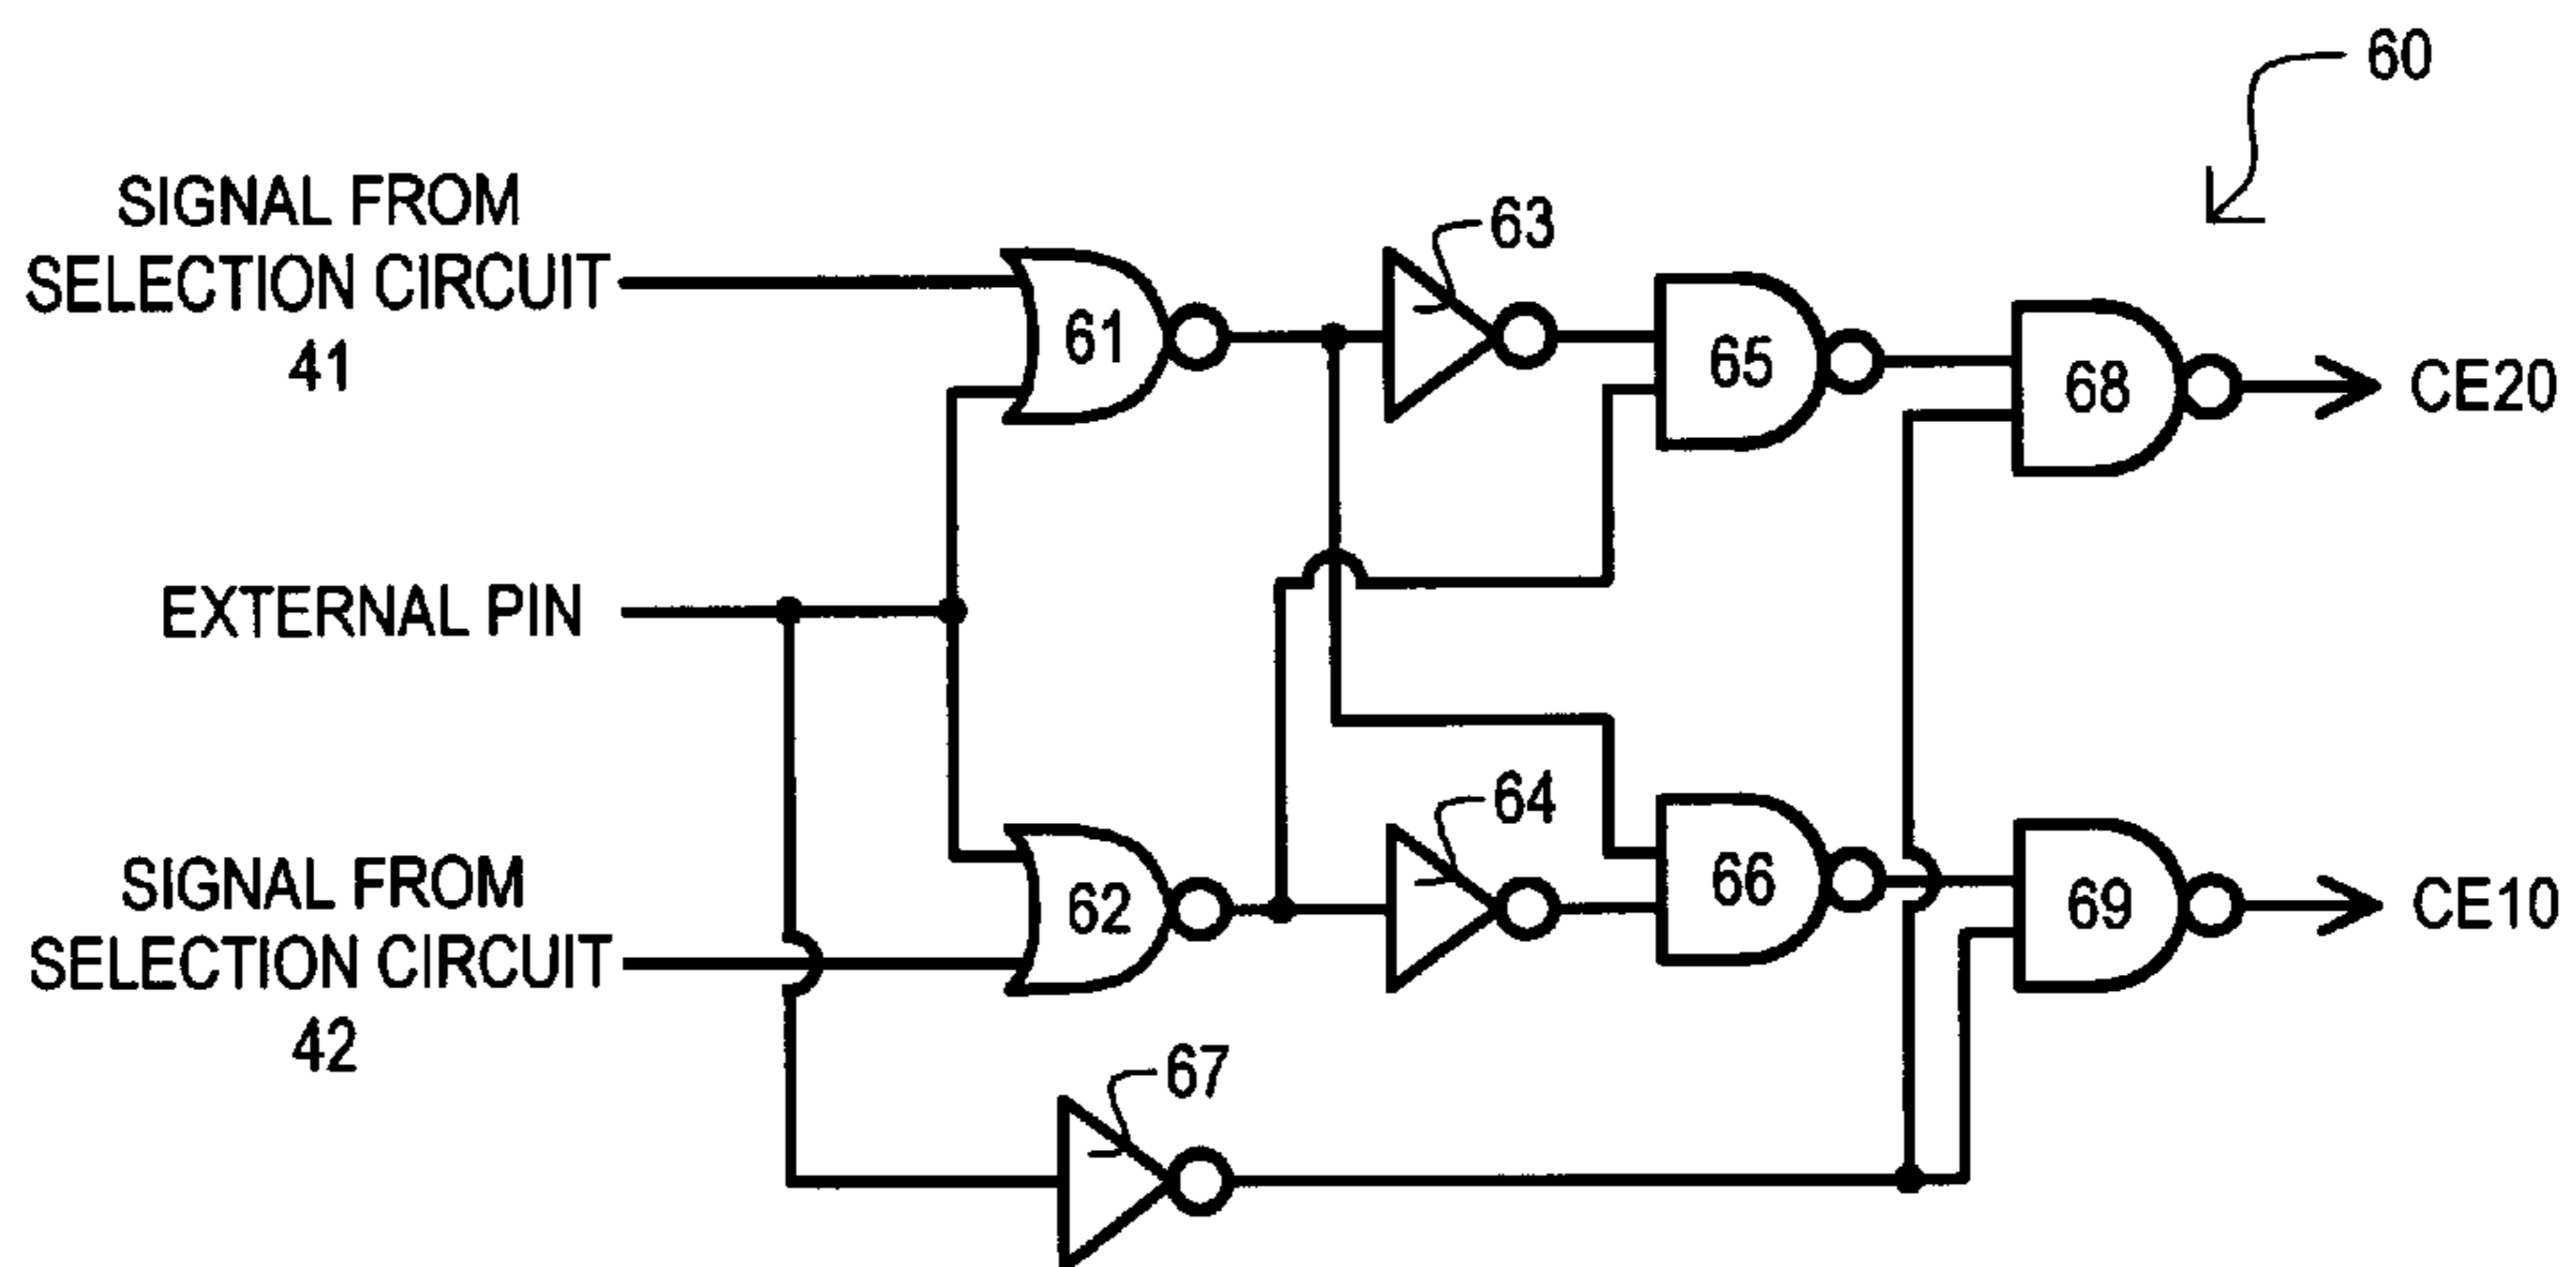 60
SIGNAL FROM
SELECTION CIRCUIT
41
61
63
65
68
CE20
EXTERNAL PIN
SIGNAL FROM
SELECTION CIRCUIT
42
62
64
66
69
CE10
67